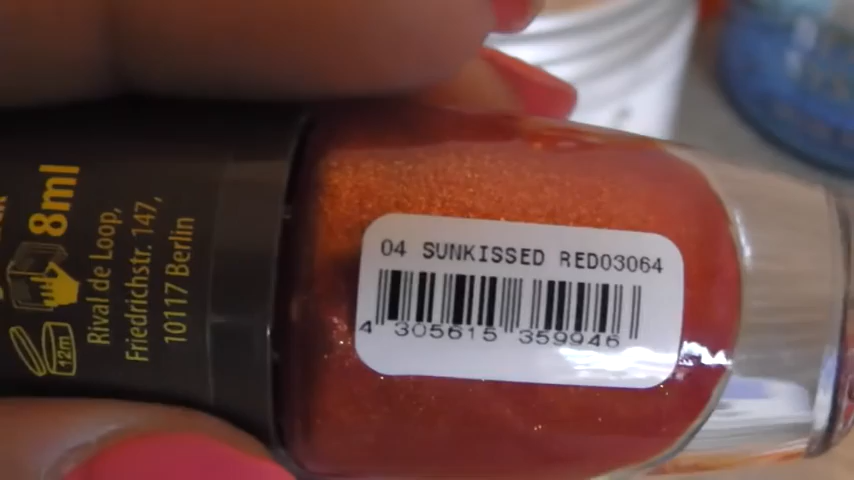 8ml
12m
Rival de Loop,
Friedrichstr. 147,
10117 Berlin
04 SUNKISSED RED03064
4 305615 359946